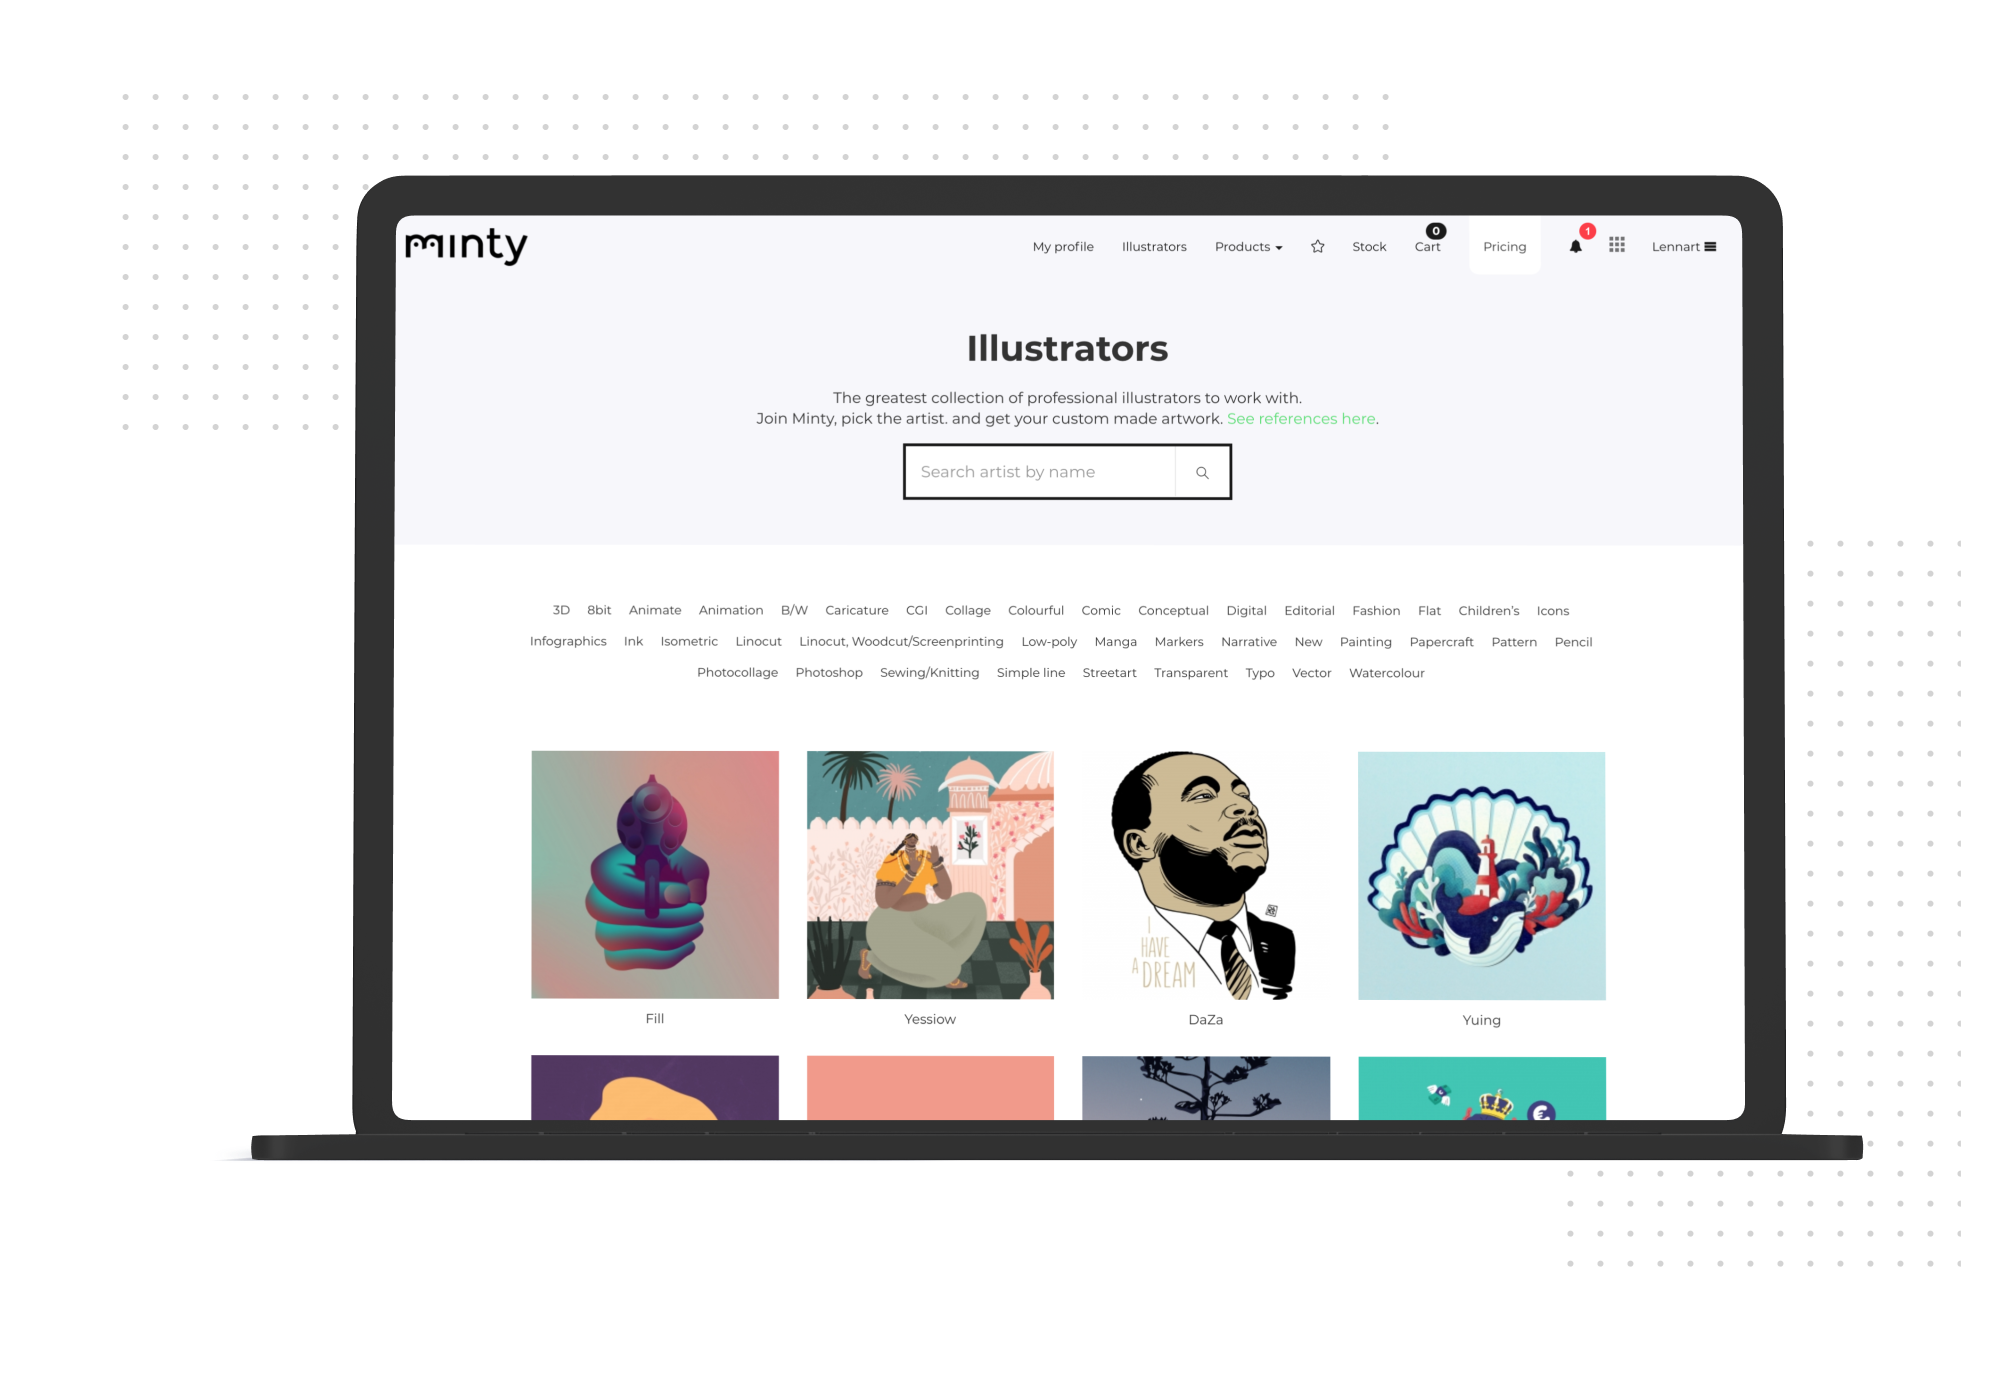 minty
My profile Illustrators Products Stock Cart 0 Pricing 1 Lennart
Illustrators
The greatest collection of professional illustrators to work with.
Join Minty, pick the artist. and get your custom made artwork. See references here.
Search artist by name
3D 8bit Animate Animation B/W Caricature CGI Collage Colourful Comic Conceptual Digital Editorial Fashion Flat Children's Icons
Infographics Ink Isometric Linocut Linocut, Woodcut/Screenprinting Low-poly Manga Markers Narrative New Painting Papercraft Pattern Pencil
Photocollage Photoshop Sewing/Knitting Simple line Streetart Transparent Typo Vector Watercolour
I
HAVE
A DREAM
€
Fill Yessiow DaZa Yuing